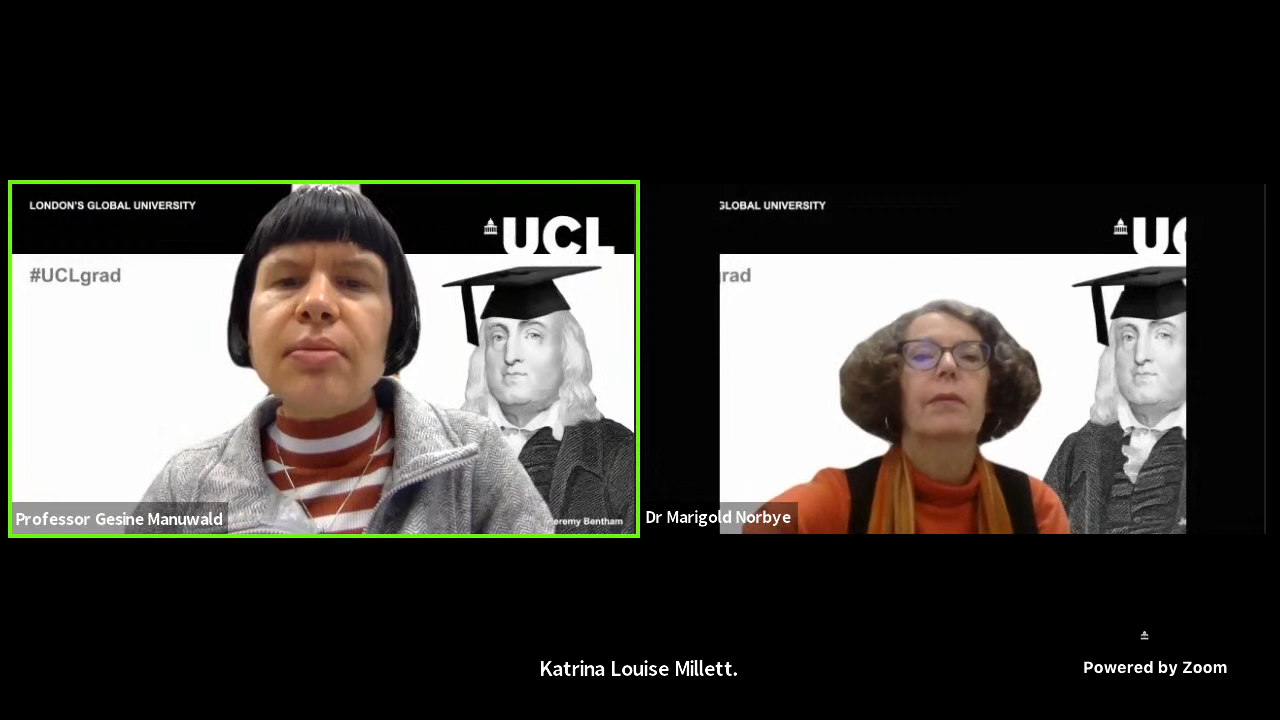 LONDON'S GLOBAL UNIVERSITY
UCL
#UCLgrad
Jeremy Bentham
Professor Gesine Manuwald
GLOBAL UNIVERSITY
UC
grad
Dr Marigold Norbye
Katrina Louise Millett.
Powered by Zoom